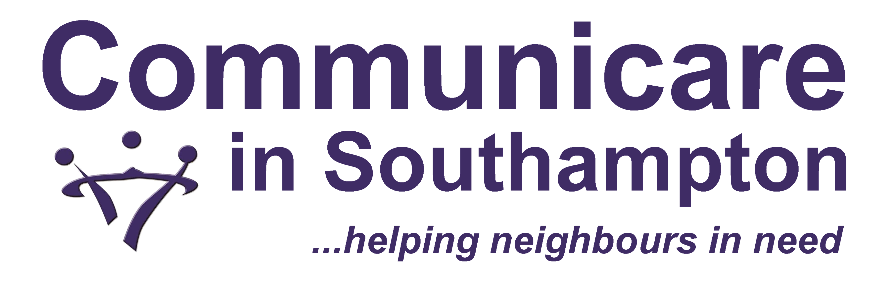 Communicare
in Southampton
...helping neighbours in need